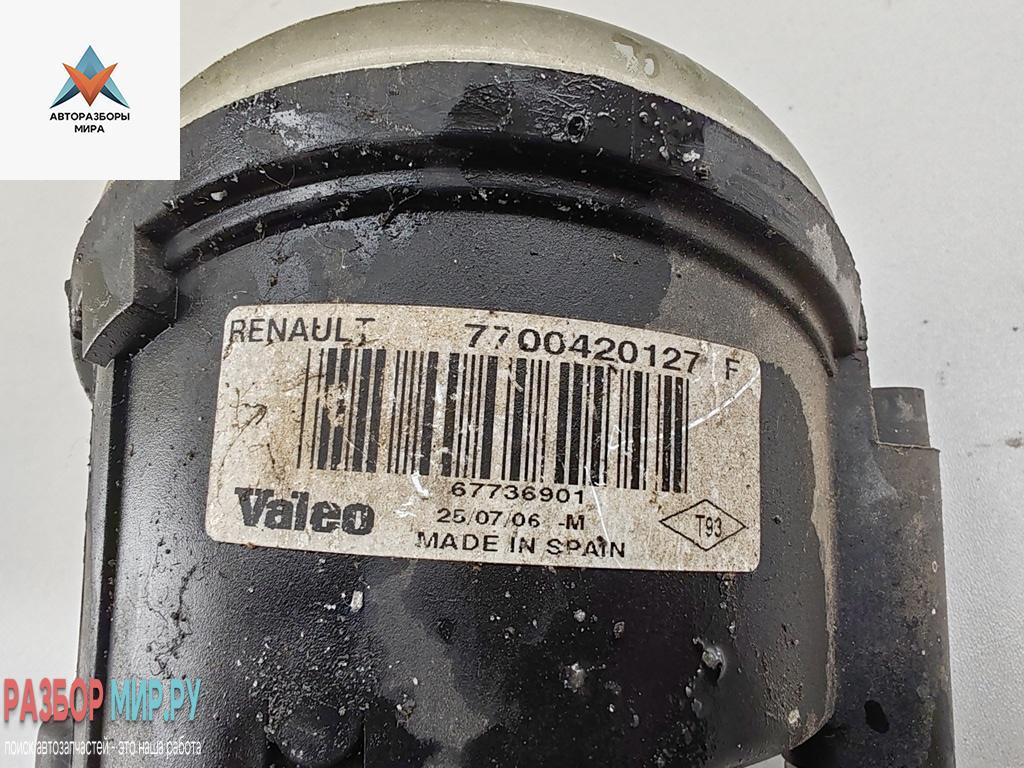 АВТОРАЗБОРЫ
МИРА
RENAULT 7700420127 F
67736901
Valeo 25/07/06 -M
MADE IN SPAIN
T93
РАЗБОР МИР.РУ
поиск автозапчастей - это наша работа